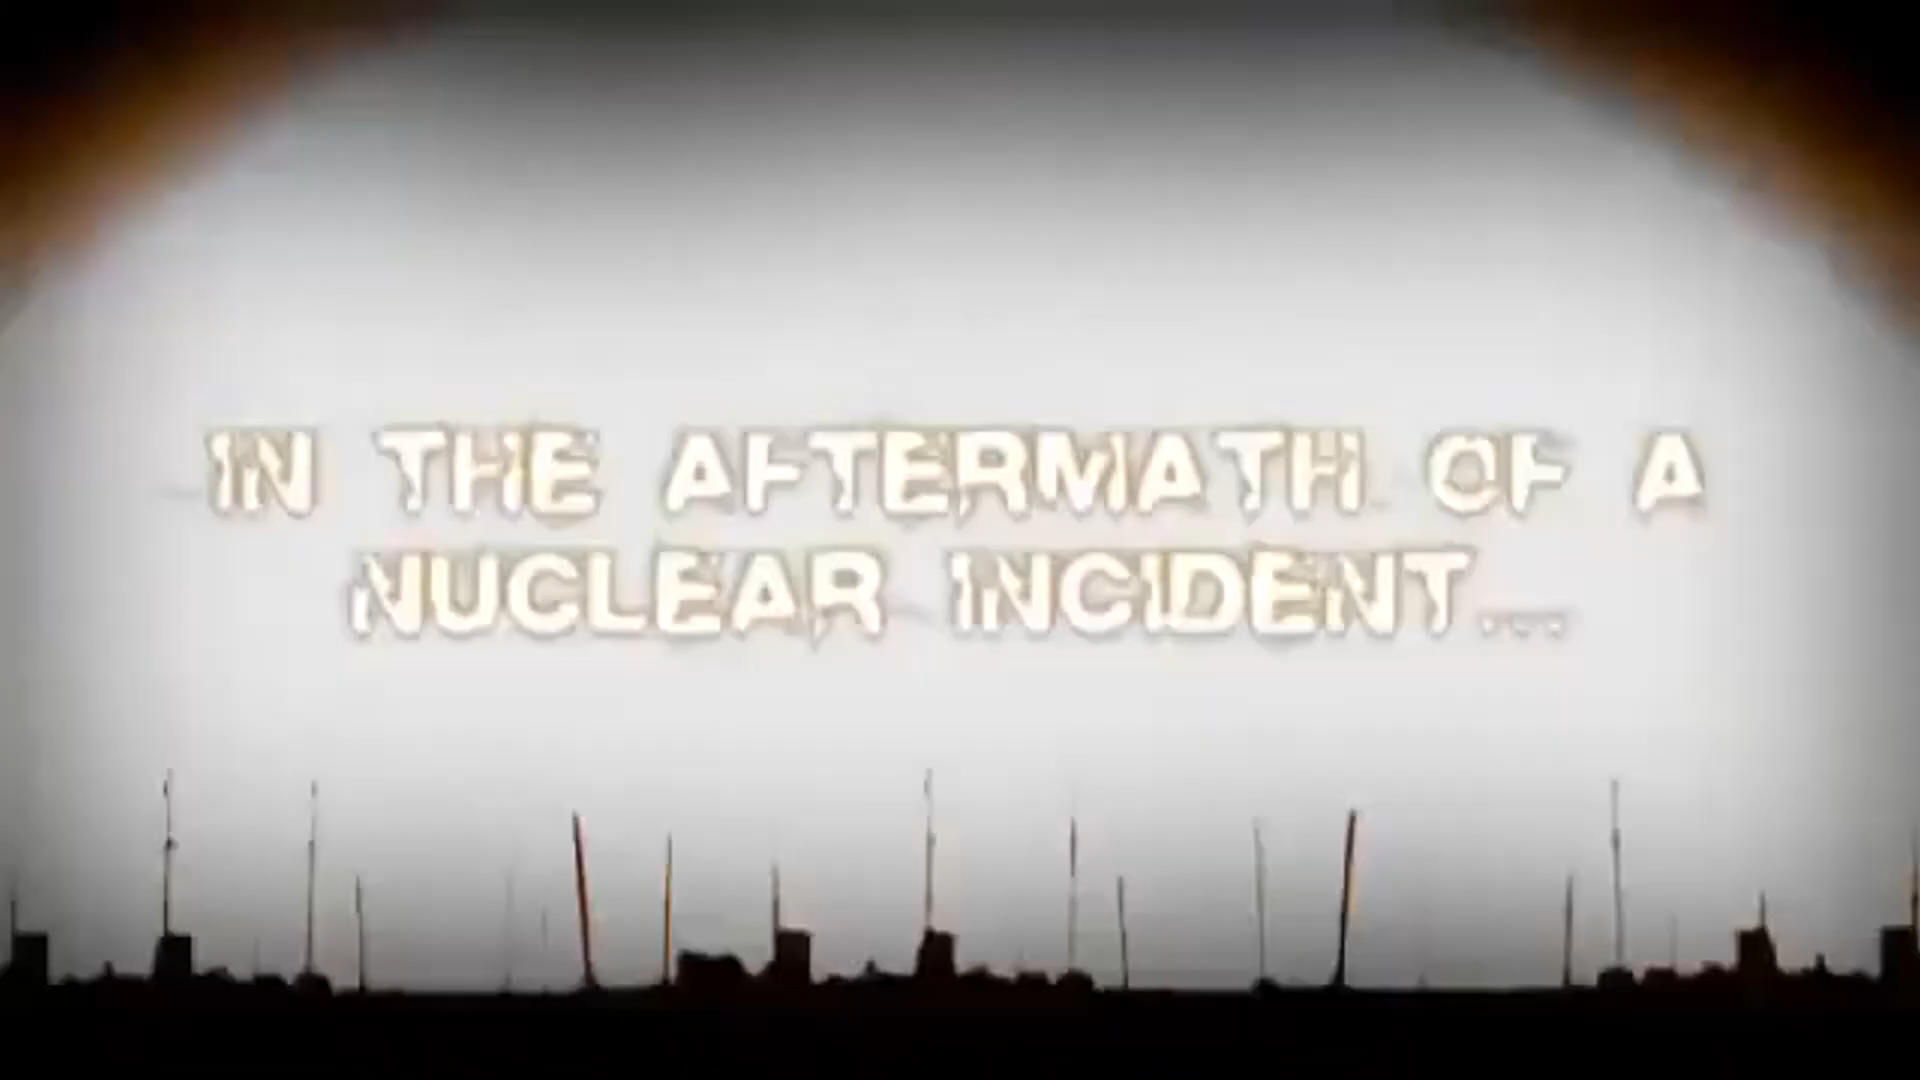 IN THE AFTERMATH OF A
NUCLEAR INCIDENT...